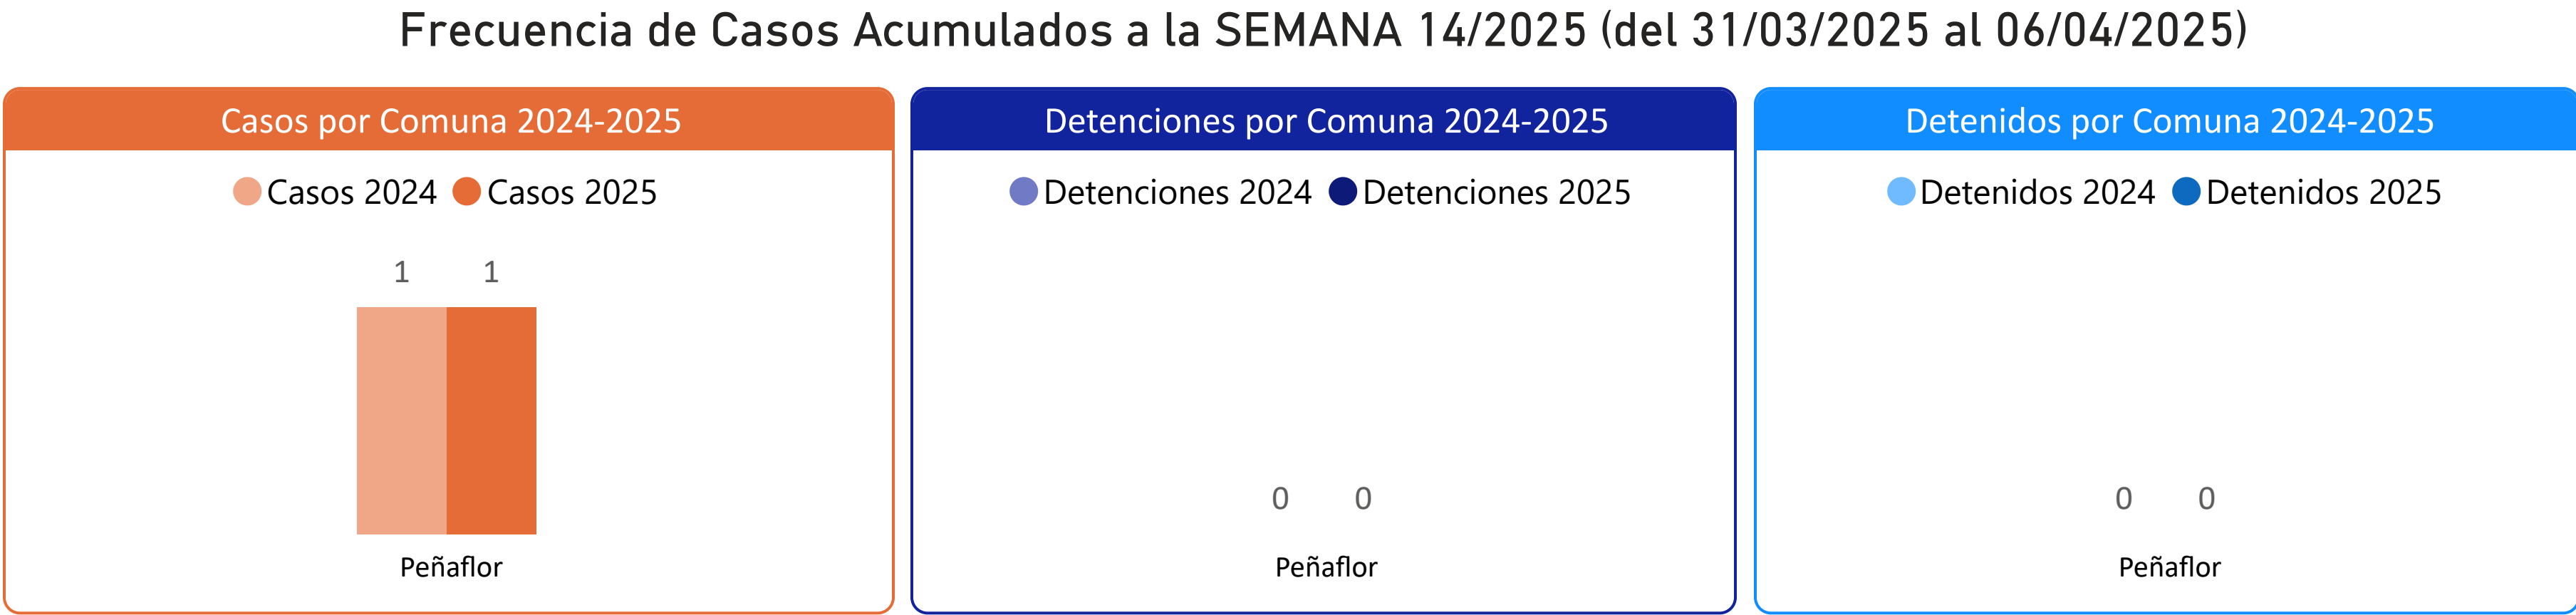 Frecuencia de Casos Acumulados a la SEMANA 14/2025 (del 31/03/2025 al 06/04/2025)
Casos por Comuna 2024-2025
Casos 2024 Casos 2025
1 1
Peñaflor
Detenciones por Comuna 2024-2025
Detenciones 2024 Detenciones 2025
0 0
Peñaflor
Detenidos por Comuna 2024-2025
Detenidos 2024 Detenidos 2025
0 0
Peñaflor